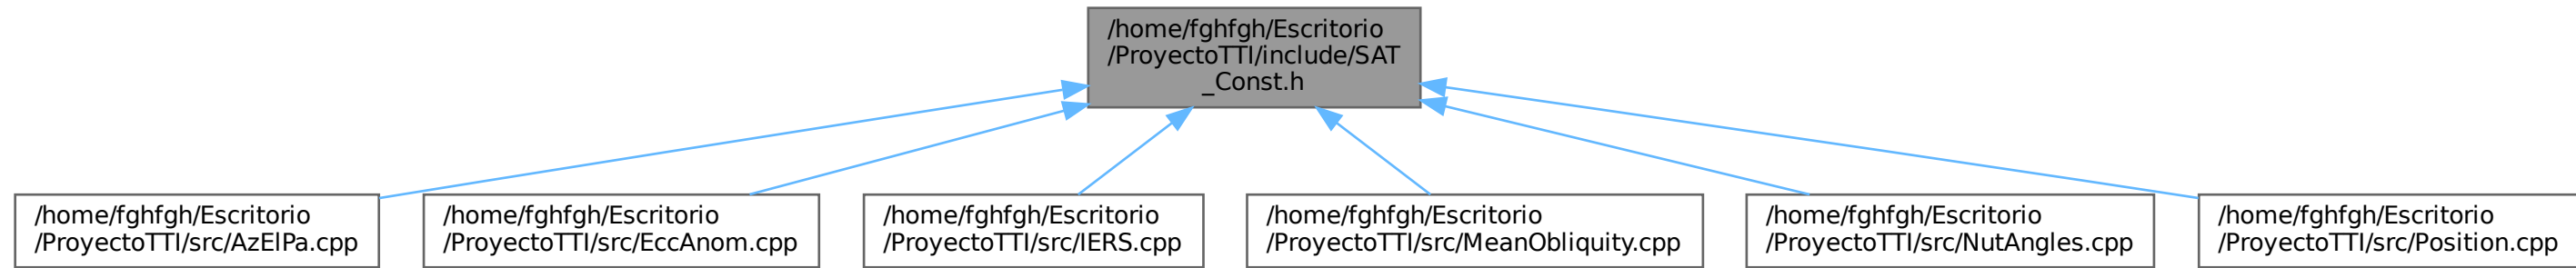 /home/fghfgh/Escritorio
/ProyectoTTI/include/SAT
_Const.h
/home/fghfgh/Escritorio
/ProyectoTTI/src/AzElPa.cpp
/home/fghfgh/Escritorio
/ProyectoTTI/src/EccAnom.cpp
/home/fghfgh/Escritorio
/ProyectoTTI/src/IERS.cpp
/home/fghfgh/Escritorio
/ProyectoTTI/src/MeanObliquity.cpp
/home/fghfgh/Escritorio
/ProyectoTTI/src/NutAngles.cpp
/home/fghfgh/Escritorio
/ProyectoTTI/src/Position.cpp